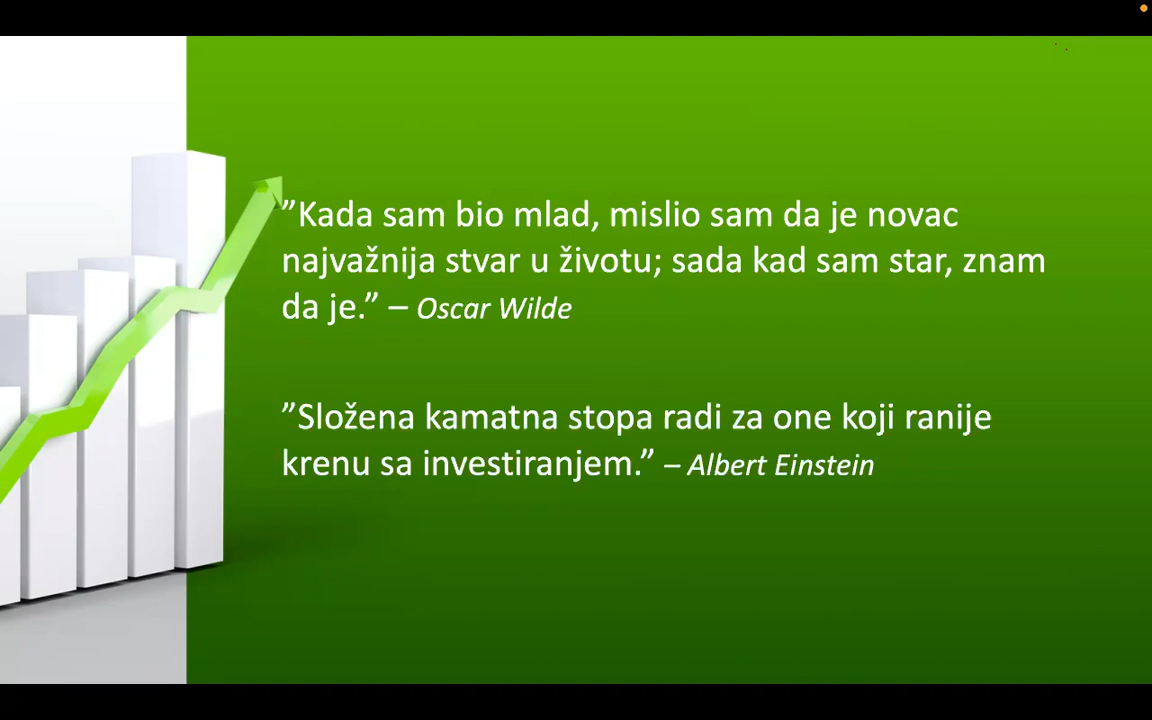 ”Kada sam bio mlad, mislio sam da je novac
najvažnija stvar u životu; sada kad sam star, znam
da je.” – Oscar Wilde
”Složena kamatna stopa radi za one koji ranije
krenu sa investiranjem.” – Albert Einstein